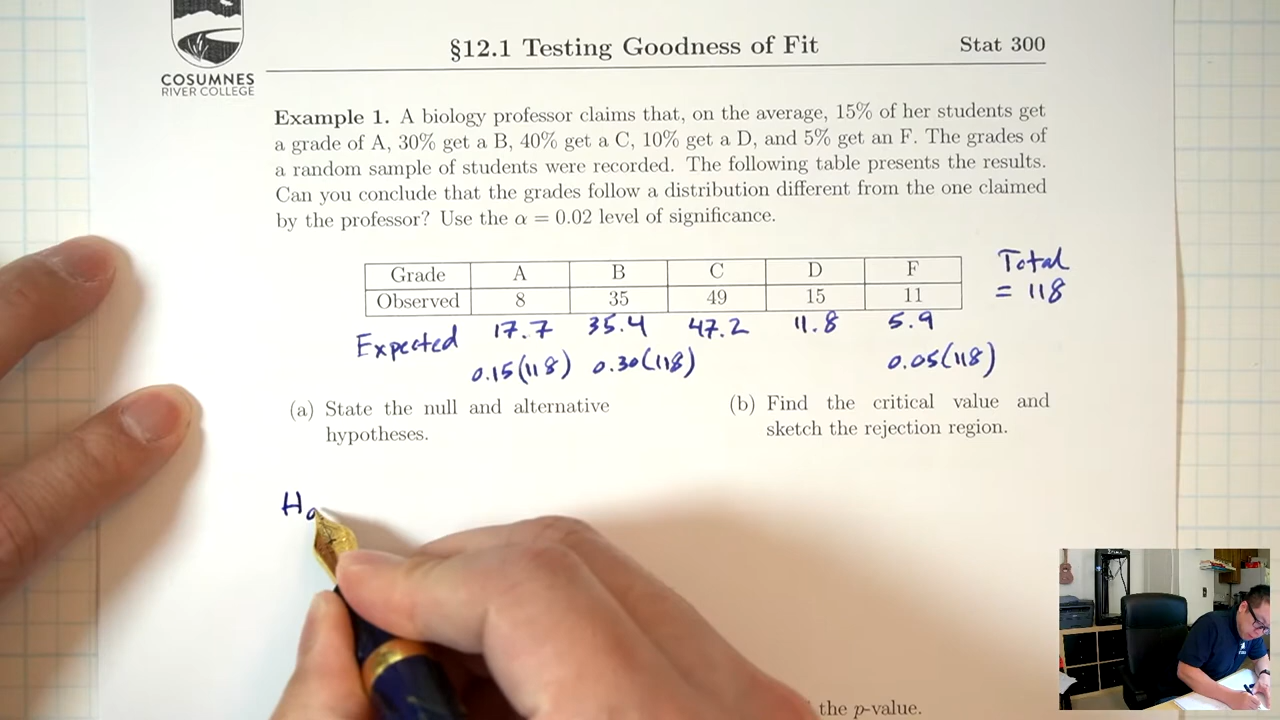 §12.1 Testing Goodness of Fit
Stat 300
COSUMNES
RIVER COLLEGE
Example 1. A biology professor claims that, on the average, 15% of her students get
a grade of A, 30% get a B, 40% get a C, 10% get a D, and 5% get an F. The grades of
a random sample of students were recorded. The following table presents the results.
Can you conclude that the grades follow a distribution different from the one claimed
by the professor? Use the α = 0.02 level of significance.
Grade A B C D F
Observed 8 35 49 15 11
Total
= 118
Expected 17.7 35.4 47.2 11.8 5.9
0.15(118) 0.30(118) 0.05(118)
(a) State the null and alternative
hypotheses.
(b) Find the critical value and
sketch the rejection region.
H₀
the p-value.